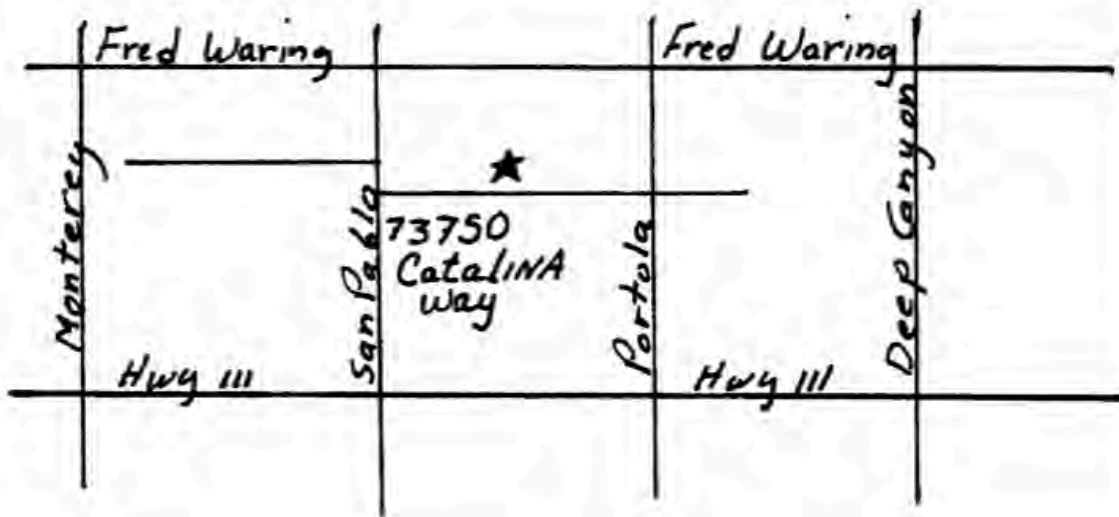 Fred Waring
Fred Waring
Monterey
San Pablo
73750
CatalINA
Way
Portola
Deep Canyon
Hwy 111
Hwy 111